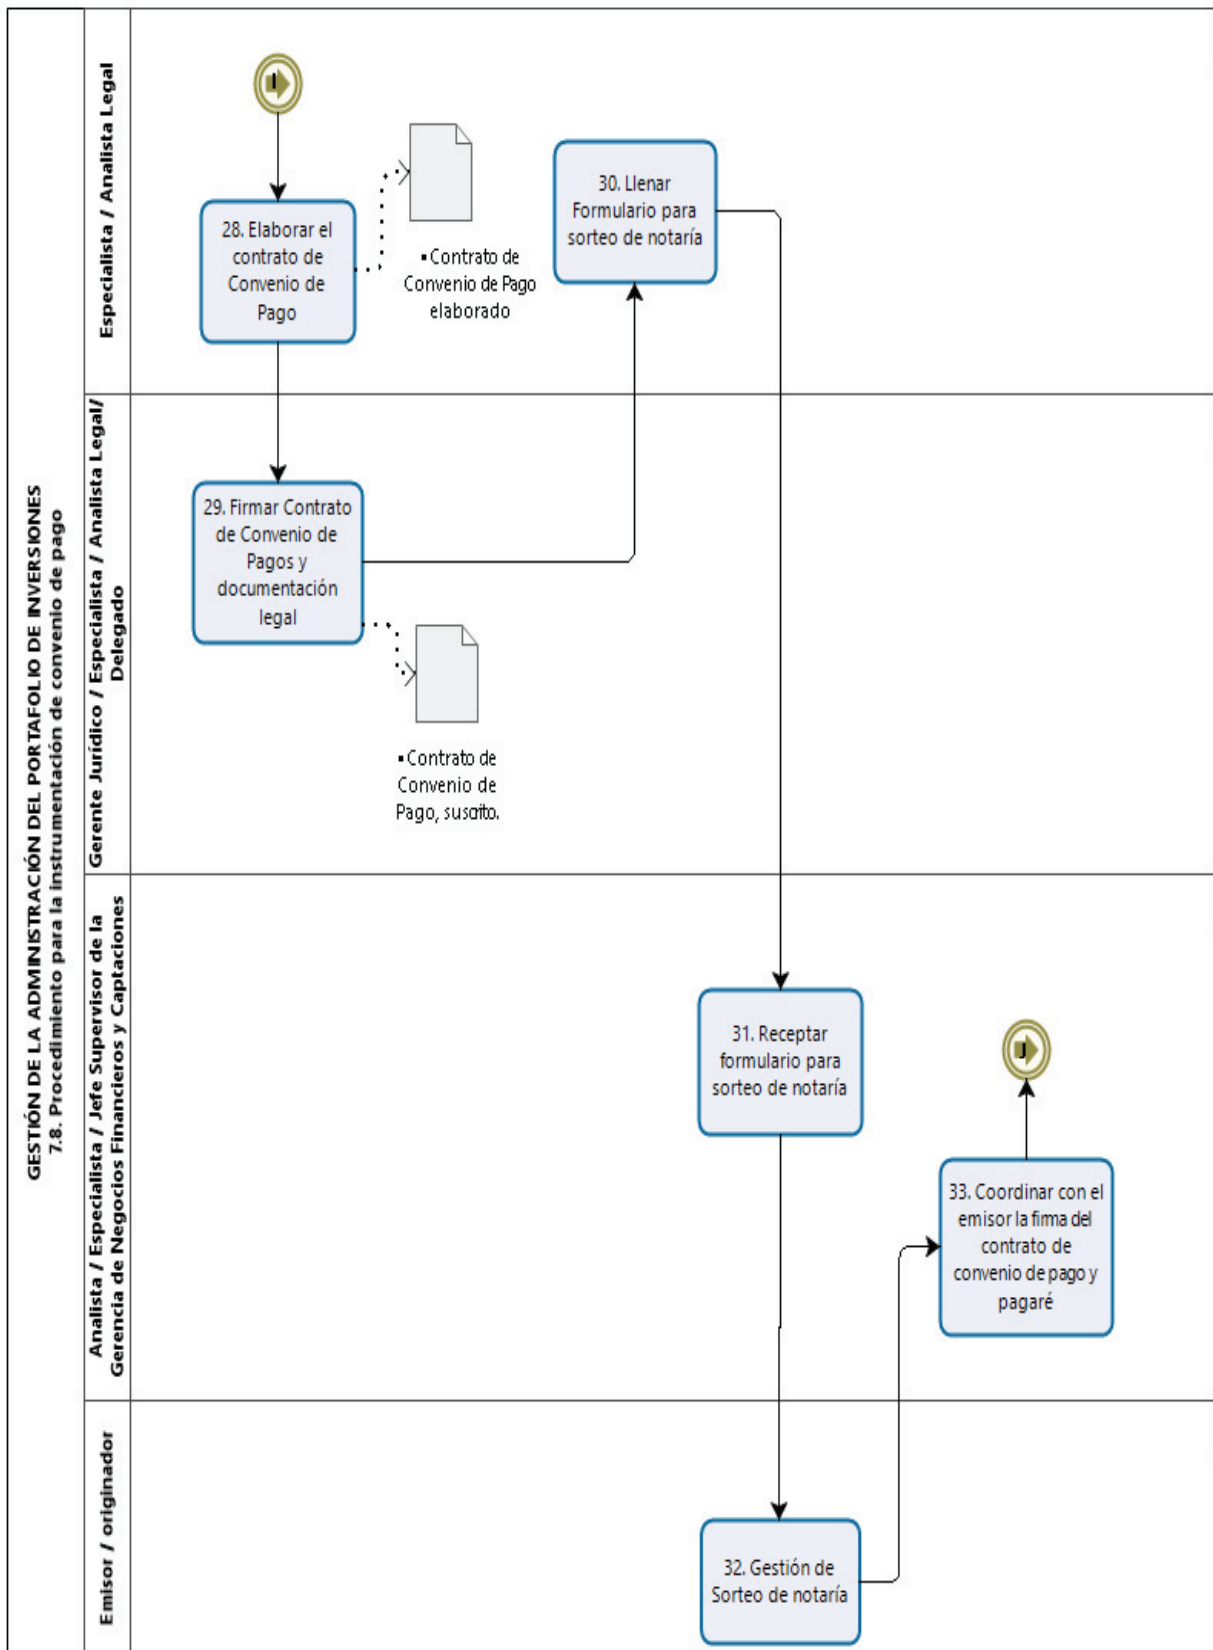 GESTIÓN DE LA ADMINISTRACIÓN DEL PORTAFOLIO DE INVERSIONES
7.8. Procedimiento para la instrumentación de convenio de pago
Especialista / Analista Legal
I
28. Elaborar el
contrato de
Convenio de
Pago
▪Contrato de
Convenio de Pago
elaborado
30. Llenar
Formulario para
sorteo de notaría
Gerente Jurídico / Especialista / Analista Legal/
Delegado
29. Firmar Contrato
de Convenio de
Pagos y
documentación
legal
▪Contrato de
Convenio de
Pago, suscrito.
Analista / Especialista / Jefe Supervisor de la
Gerencia de Negocios Financieros y Captaciones
31. Receptar
formulario para
sorteo de notaría
J
33. Coordinar con el
emisor la firma del
contrato de
convenio de pago y
pagaré
Emisor / originador
32. Gestión de
Sorteo de notaría